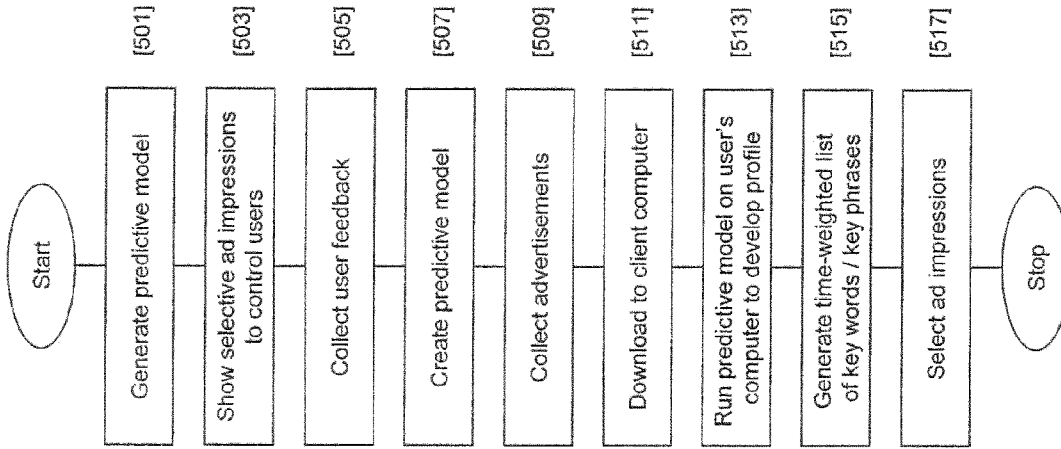 Start
Generate predictive model
[501]
Show selective ad impressions
to control users
[503]
Collect user feedback
[505]
Create predictive model
[507]
Collect advertisements
[509]
Download to client computer
[511]
Run predictive model on user's
computer to develop profile
[513]
Generate time-weighted list
of key words / key phrases
[515]
Select ad impressions
[517]
Stop